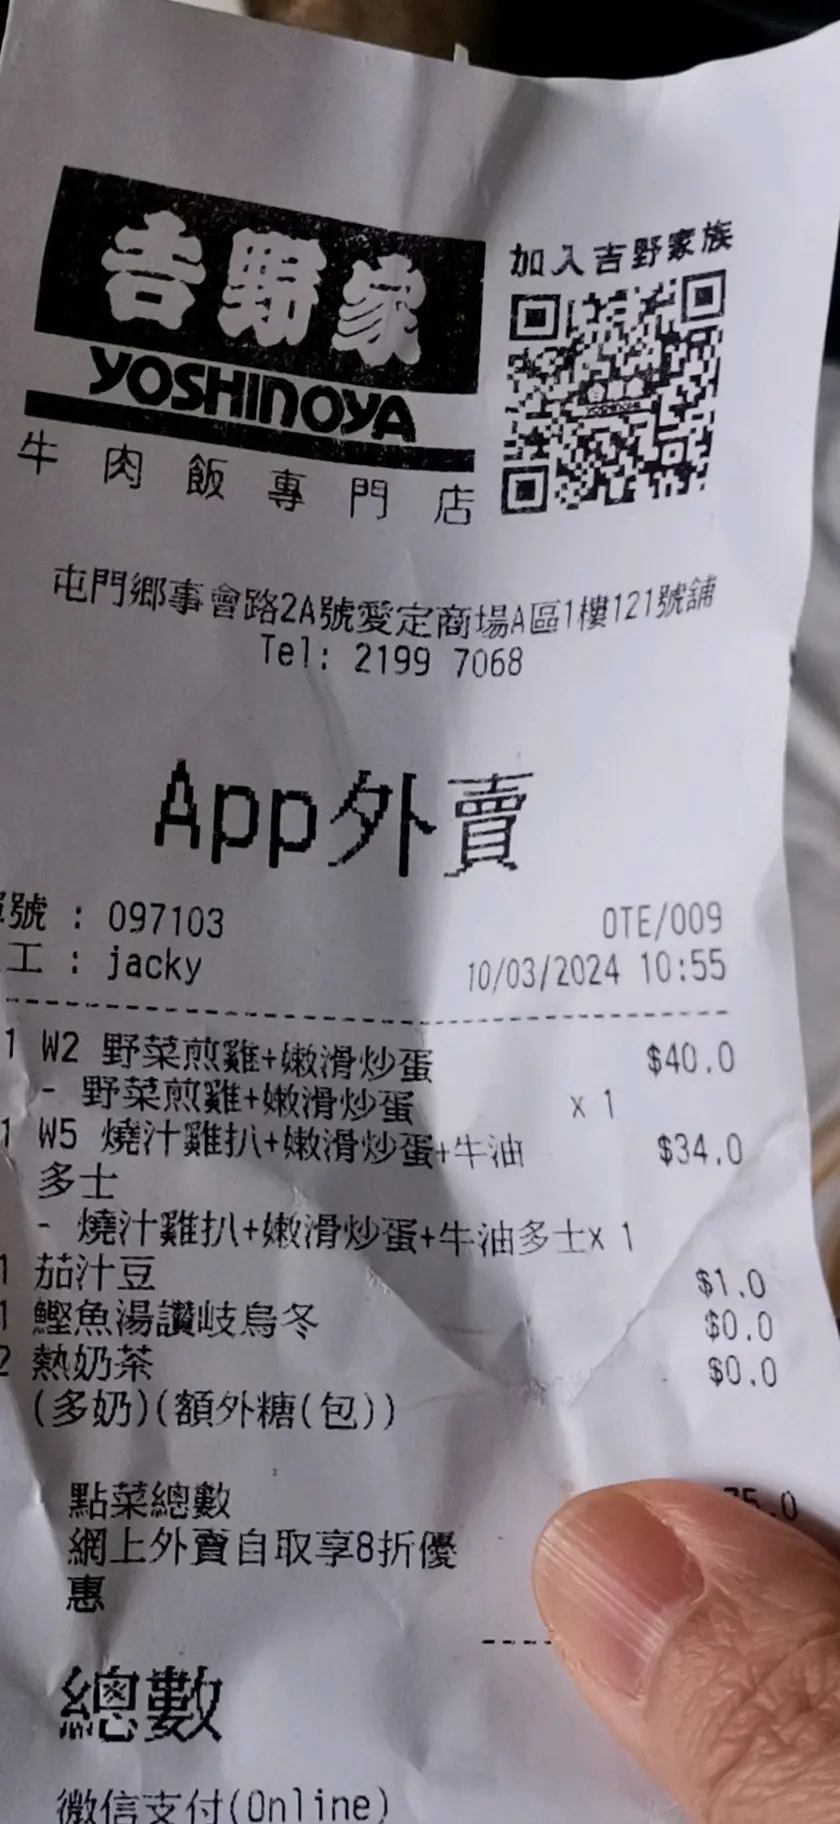 吉野家
YOSHINOYA
牛肉飯專門店
加入吉野家族
屯門鄉事會路2A號愛定商場A區1樓121號舖
Tel: 2199 7068
App外賣
單號 : 097103 OTE/009
工 : jacky 10/03/2024 10:55
1 W2 野菜煎雞+嫩滑炒蛋 $40.0
- 野菜煎雞+嫩滑炒蛋 x 1
1 W5 燒汁雞扒+嫩滑炒蛋+牛油 $34.0
多士
- 燒汁雞扒+嫩滑炒蛋+牛油多士x 1
1 茄汁豆 $1.0
1 鰹魚湯讚岐烏冬 $0.0
2 熱奶茶 $0.0
(多奶)(額外糖(包))
點菜總數 75.0
網上外賣自取享8折優
惠
總數
微信支付(Online)